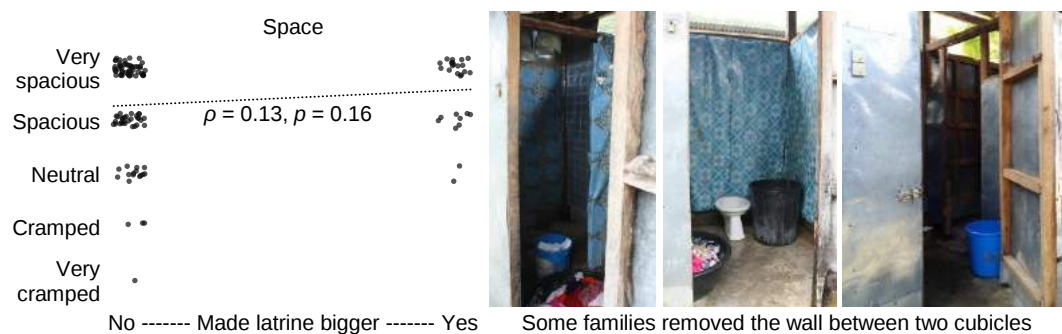 Space
Very
spacious
ρ = 0.13, p = 0.16
Spacious
Neutral
Cramped
Very
cramped
No ------- Made latrine bigger ------- Yes
Some families removed the wall between two cubicles